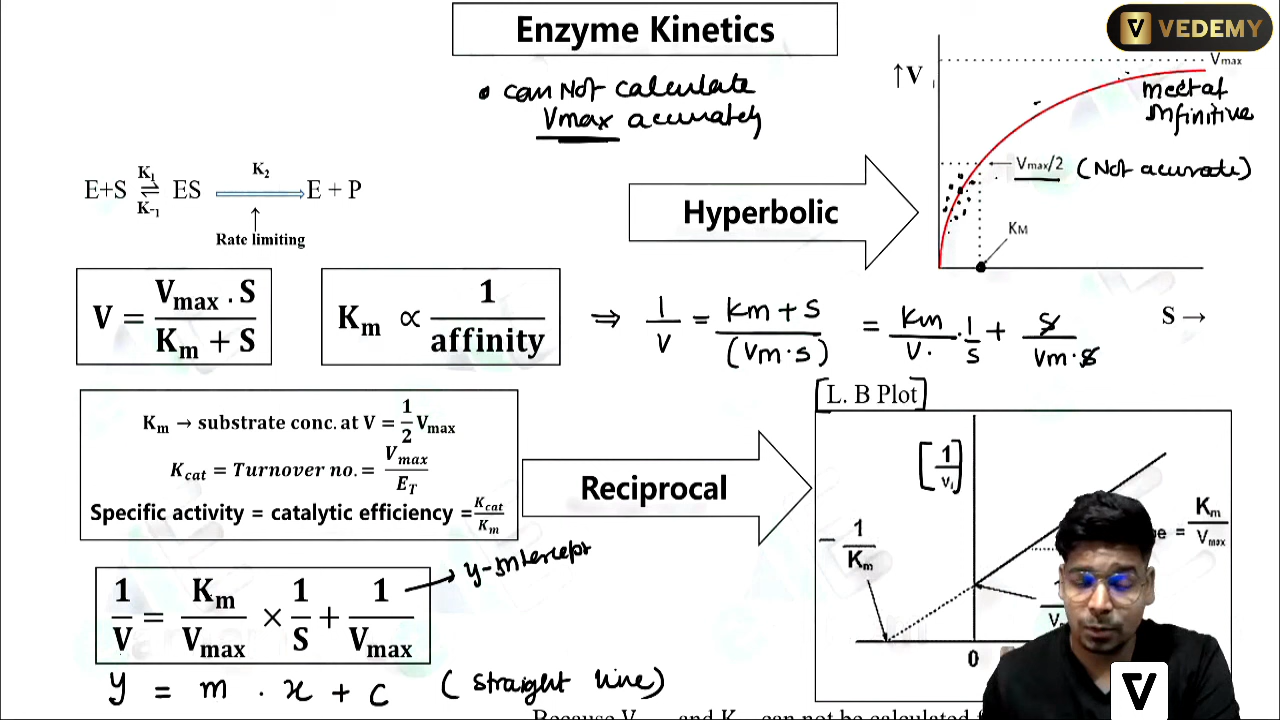 Enzyme Kinetics
VEDEMY
• can Not calculate
Vmax accurately
↑V
Vmax
meet at
Infinitive
Vmax/2 (Not accurate)
KM
S →
E+S ⇌ ES → E + P
K1
K-1
K2
Rate limiting
Hyperbolic
V = Vmax . S / Km + S
Km ∝ 1 / affinity
⇒ 1/V = Km + S / (Vm · S) = Km / V. · 1/S + S / Vm · S
Km → substrate conc. at V = 1/2 Vmax
Kcat = Turnover no. = Vmax / ET
Specific activity = catalytic efficiency = Kcat / Km
Reciprocal
1/V = Km / Vmax × 1/S + 1 / Vmax
→ y-Intercept
y = m . x + c (straight line)
[L. B Plot]
[1/Vi]
= Km / Vmax
- 1 / Km
0